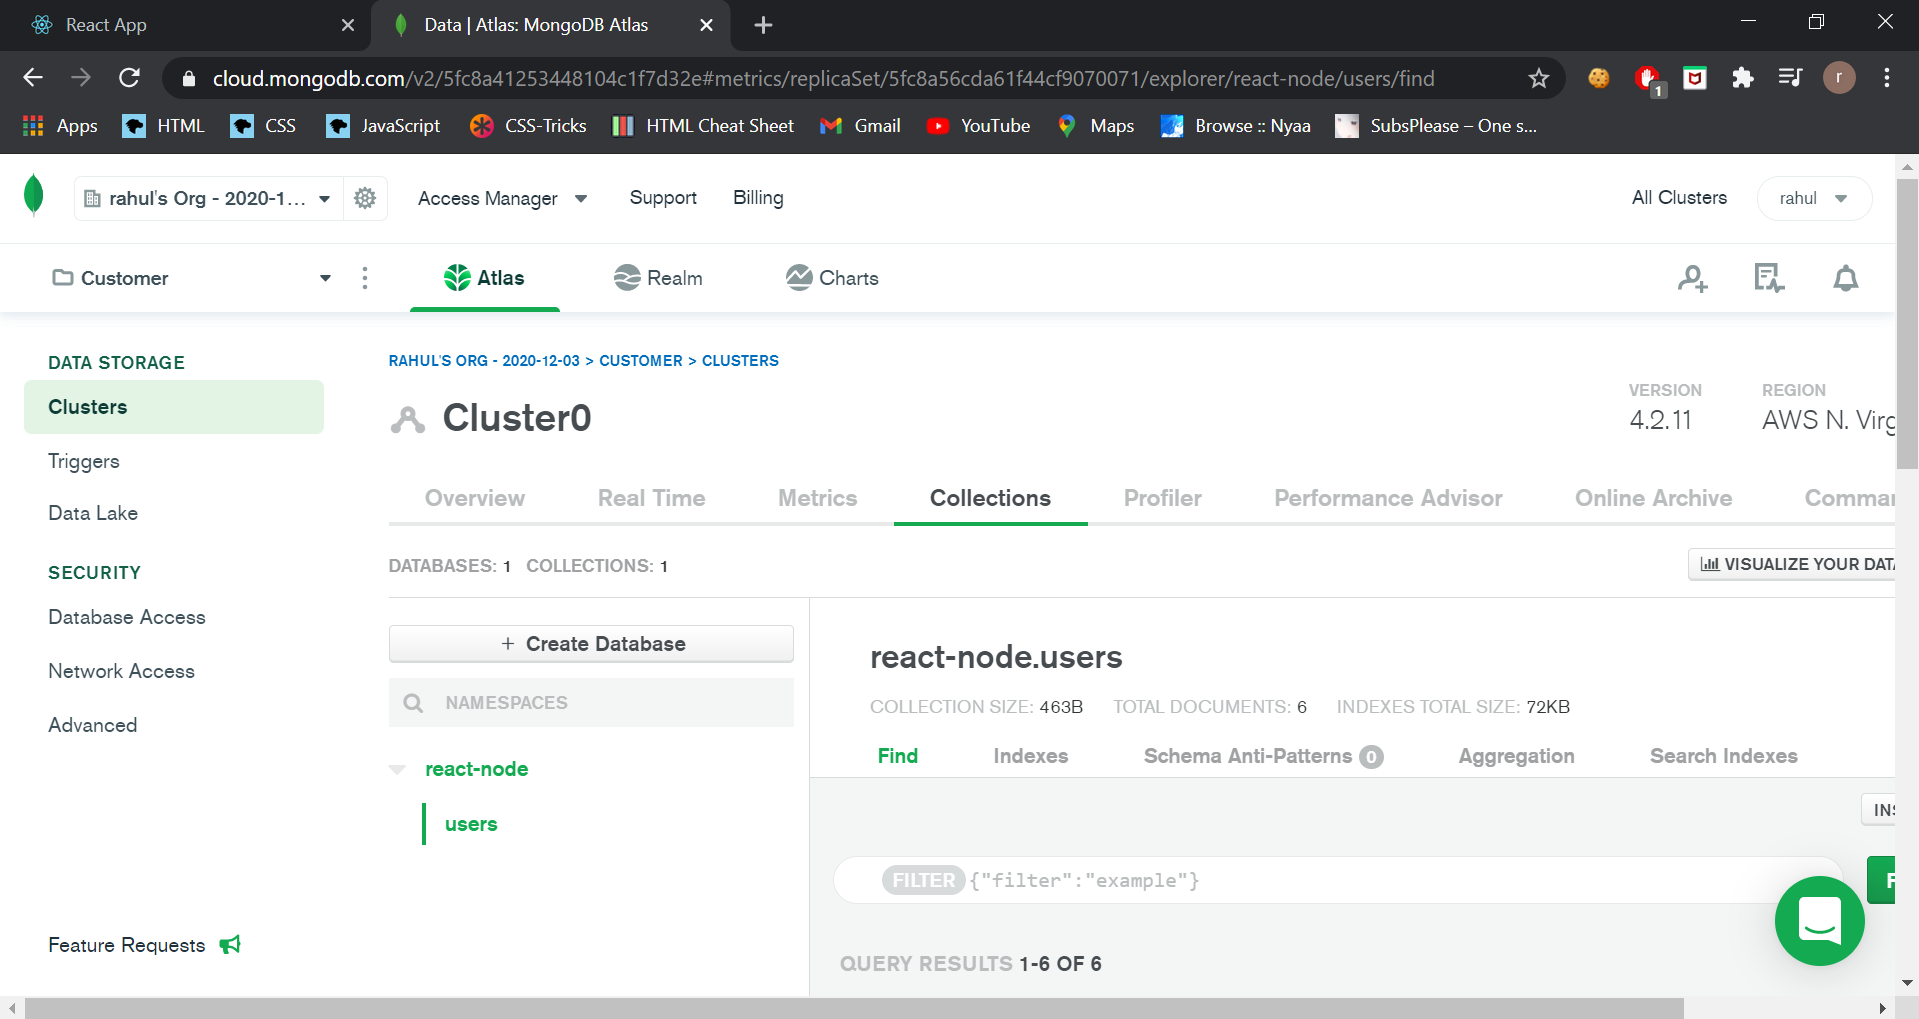 React App
Data | Atlas: MongoDB Atlas
cloud.mongodb.com/v2/5fc8a41253448104c1f7d32e#metrics/replicaSet/5fc8a56cda61f44cf9070071/explorer/react-node/users/find
1
r
Apps HTML CSS JavaScript CSS-Tricks HTML Cheat Sheet Gmail YouTube Maps Browse :: Nyaa SubsPlease – One s...
rahul's Org - 2020-1... Access Manager Support Billing All Clusters rahul
Customer Atlas Realm Charts
DATA STORAGE
Clusters
Triggers
Data Lake
SECURITY
Database Access
Network Access
Advanced
Feature Requests
RAHUL'S ORG - 2020-12-03 > CUSTOMER > CLUSTERS
Cluster0
VERSION
4.2.11
REGION
AWS N. Virg
Overview Real Time Metrics Collections Profiler Performance Advisor Online Archive Comma
DATABASES: 1 COLLECTIONS: 1
VISUALIZE YOUR DATA
+ Create Database
NAMESPACES
react-node
users
react-node.users
COLLECTION SIZE: 463B TOTAL DOCUMENTS: 6 INDEXES TOTAL SIZE: 72KB
Find Indexes Schema Anti-Patterns 0 Aggregation Search Indexes
INS
FILTER {"filter":"example"}
F
QUERY RESULTS 1-6 OF 6